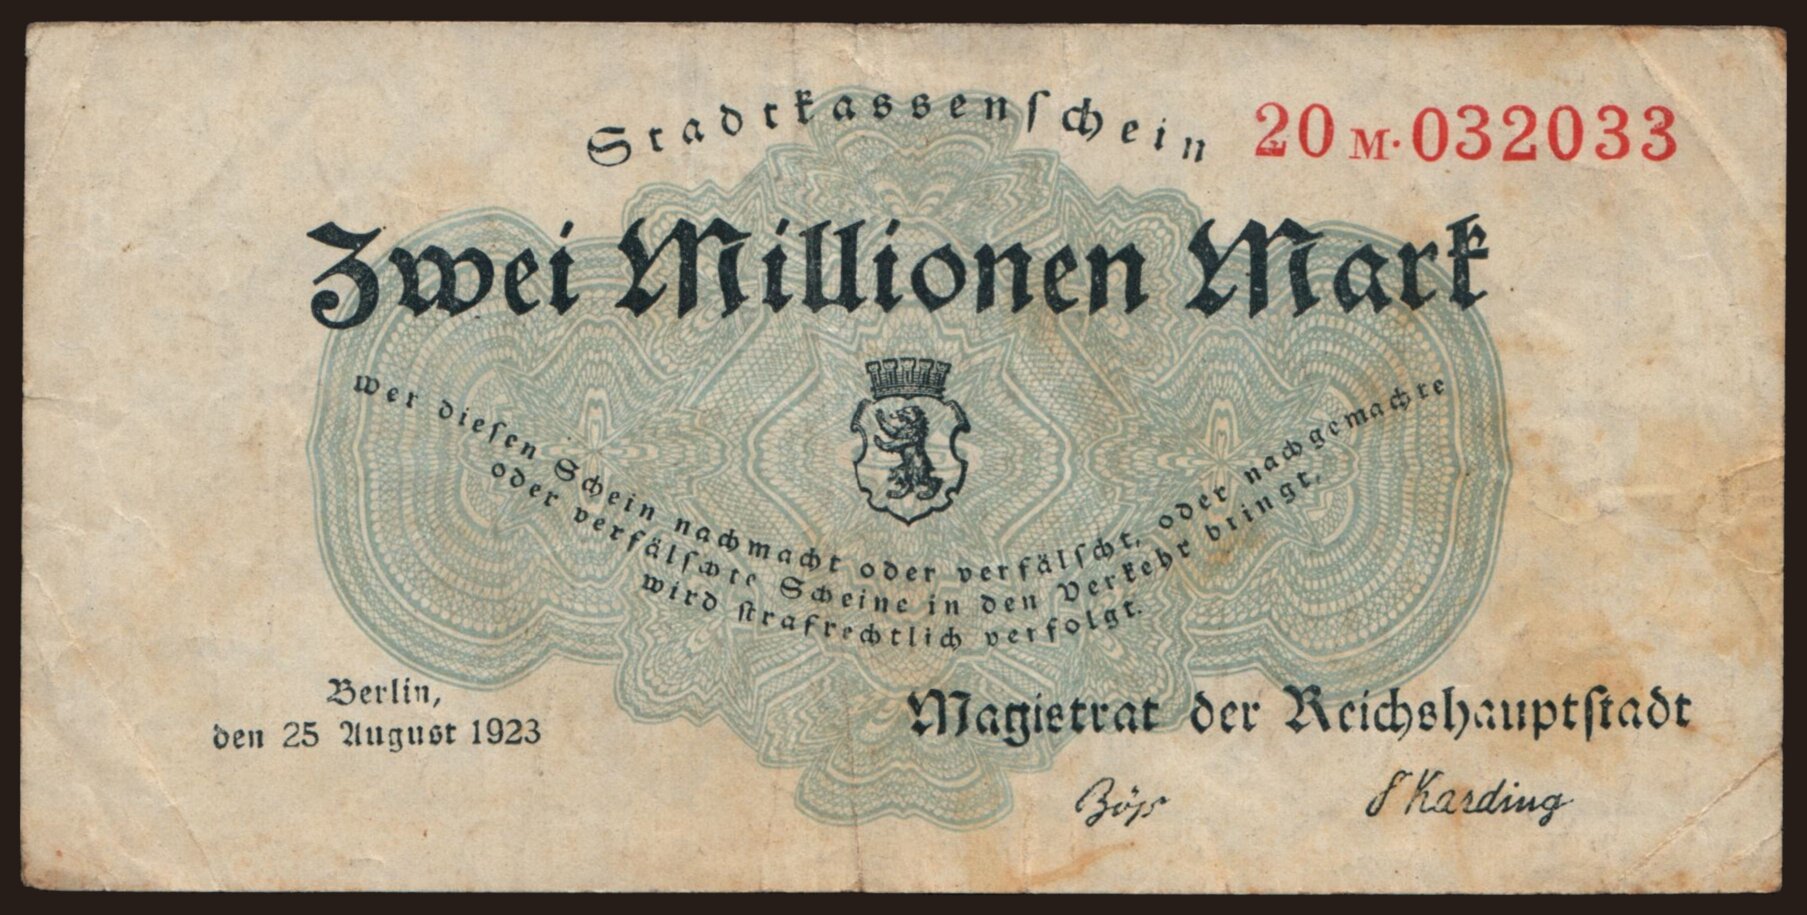 Stadtkassenschein
20 M·032033
Zwei Millionen Mark
wer diesen Schein nachmacht oder verfälscht, oder nachgemachte
oder verfälschte Scheine in den Verkehr bringt,
wird strafrechtlich verfolgt.
Berlin,
den 25 August 1923
Magistrat der Reichshauptstadt
Böß
Karding